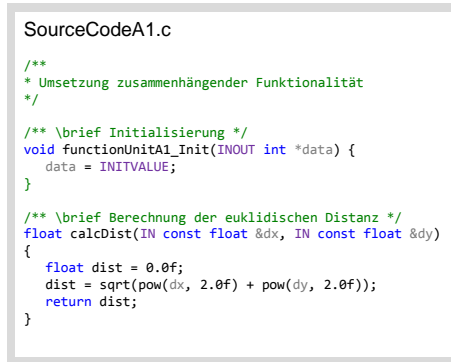 SourceCodeA1.c
/**
* Umsetzung zusammenhängender Funktionalität
*/
/** \brief Initialisierung */
void functionUnitA1_Init(INOUT int *data) {
data = INITVALUE;
}
/** \brief Berechnung der euklidischen Distanz */
float calcDist(IN const float &dx, IN const float &dy)
{
float dist = 0.0f;
dist = sqrt(pow(dx, 2.0f) + pow(dy, 2.0f));
return dist;
}